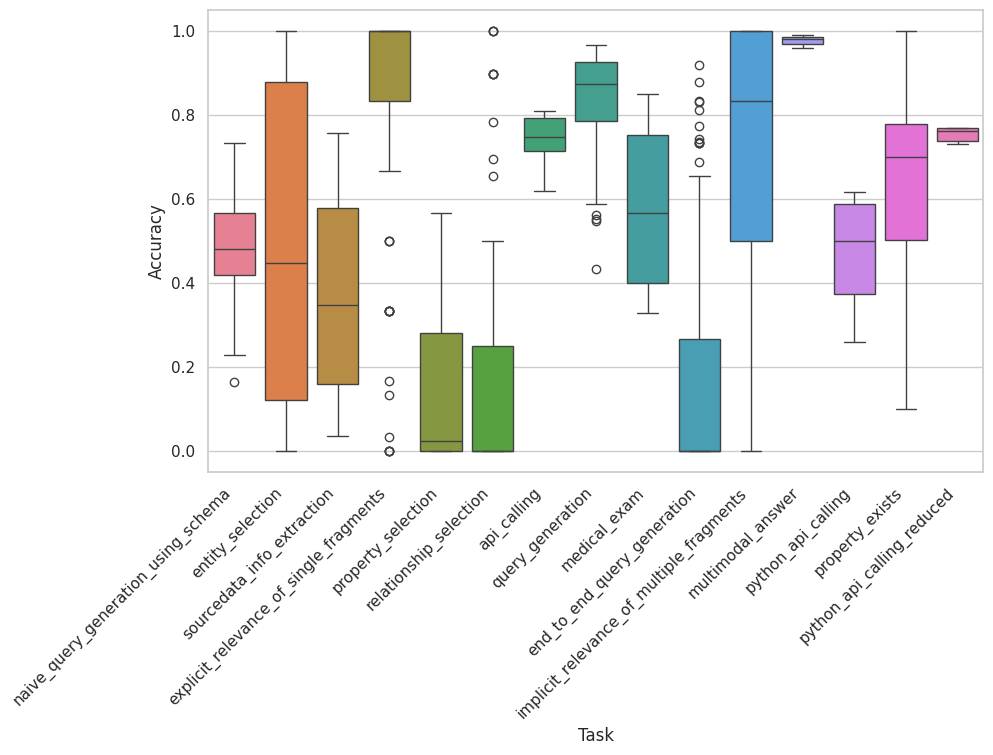 1.0
0.8
0.6
0.4
0.2
0.0
Accuracy
naive_query_generation_using_schema
entity_selection
sourcedata_info_extraction
explicit_relevance_of_single_fragments
property_selection
relationship_selection
api_calling
query_generation
medical_exam
end_to_end_query_generation
implicit_relevance_of_multiple_fragments
multimodal_answer
python_api_calling
property_exists
python_api_calling_reduced
Task